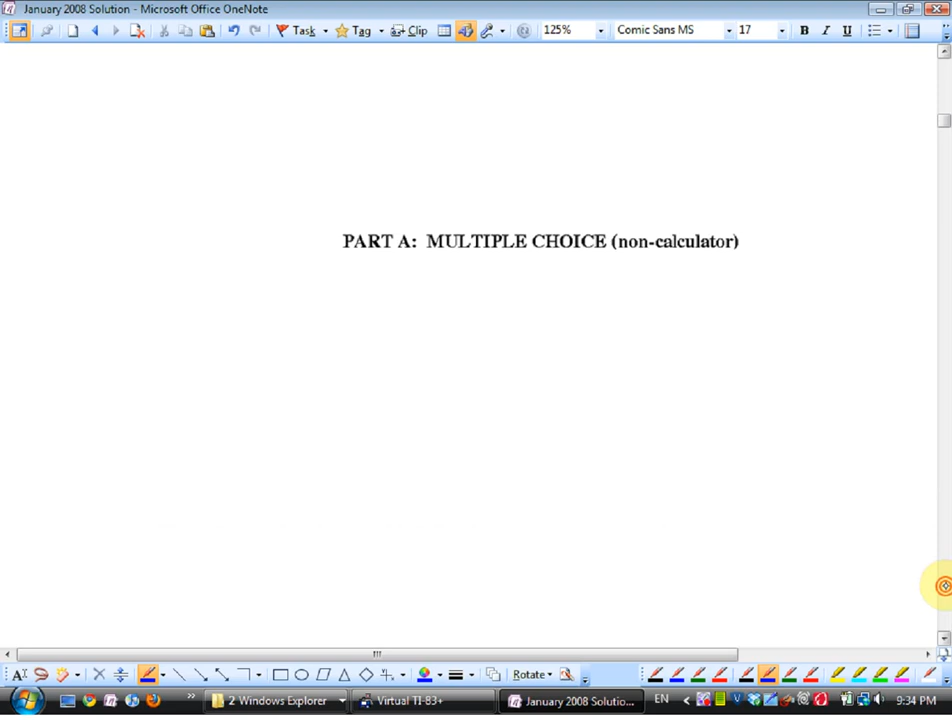 January 2008 Solution - Microsoft Office OneNote
Task Tag Clip 125% Comic Sans MS 17 B I U
PART A: MULTIPLE CHOICE (non-calculator)
Rotate
2 Windows Explorer Virtual TI-83+ January 2008 Solutio... EN 9:34 PM